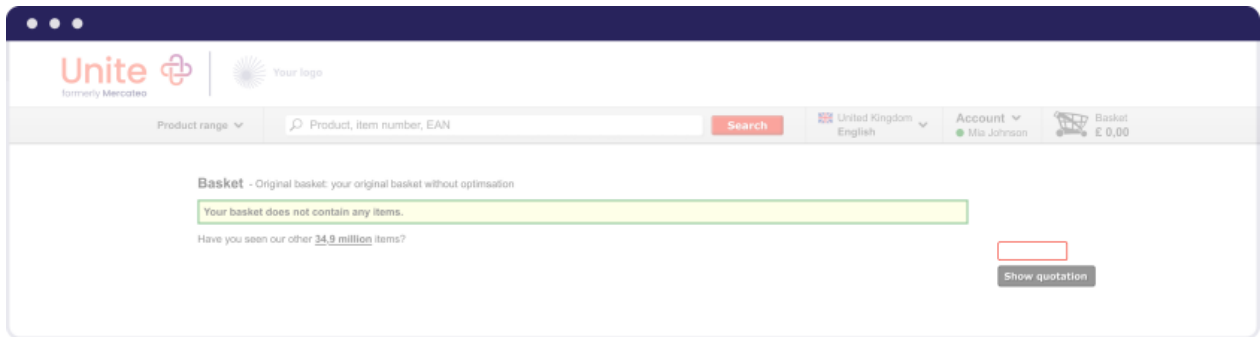 Unite
formerly Mercateo
Your logo
Product range
Product, item number, EAN
Search
United Kingdom
English
Account
Mia Johnson
Basket
£ 0,00
Basket - Original basket: your original basket without optimsation
Your basket does not contain any items.
Have you seen our other 34,9 million items?
Show quotation